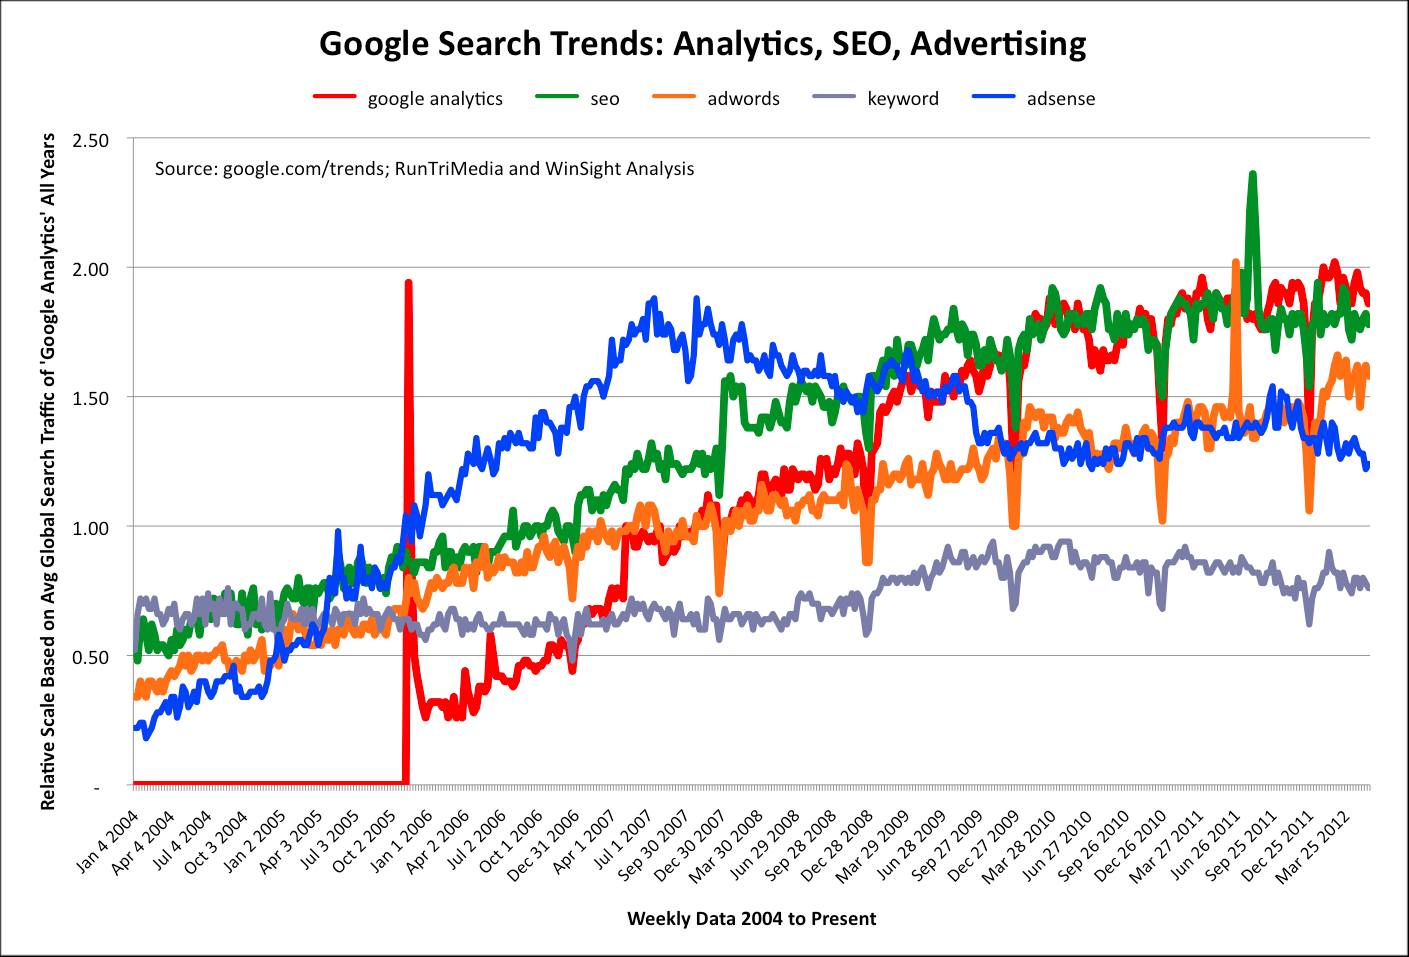 Google Search Trends: Analytics, SEO, Advertising
google analytics seo adwords keyword adsense
Relative Scale Based on Avg Global Search Traffic of 'Google Analytics' All Years
Source: google.com/trends; RunTriMedia and WinSight Analysis
2.50
2.00
1.50
1.00
0.50
-
Jan 4 2004
Apr 4 2004
Jul 4 2004
Oct 3 2004
Jan 2 2005
Apr 3 2005
Jul 3 2005
Oct 2 2005
Jan 1 2006
Apr 2 2006
Jul 2 2006
Oct 1 2006
Dec 31 2006
Apr 1 2007
Jul 1 2007
Sep 30 2007
Dec 30 2007
Mar 30 2008
Jun 29 2008
Sep 28 2008
Dec 28 2008
Mar 29 2009
Jun 28 2009
Sep 27 2009
Dec 27 2009
Mar 28 2010
Jun 27 2010
Sep 26 2010
Dec 26 2010
Mar 27 2011
Jun 26 2011
Sep 25 2011
Dec 25 2011
Mar 25 2012
Weekly Data 2004 to Present